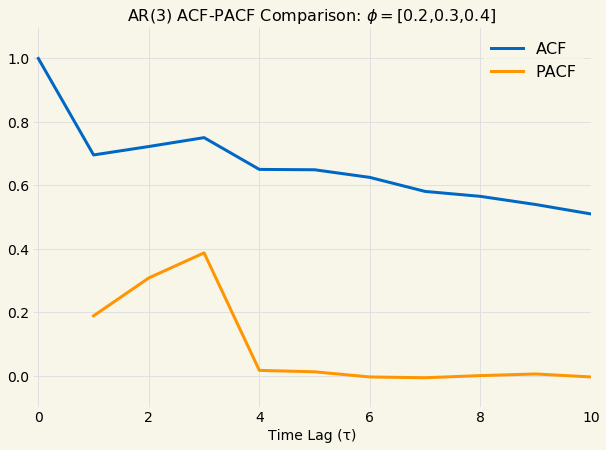 AR(3) ACF-PACF Comparison: ϕ = [0.2,0.3,0.4]
ACF
PACF
1.0
0.8
0.6
0.4
0.2
0.0
0 2 4 6 8 10
Time Lag (τ)